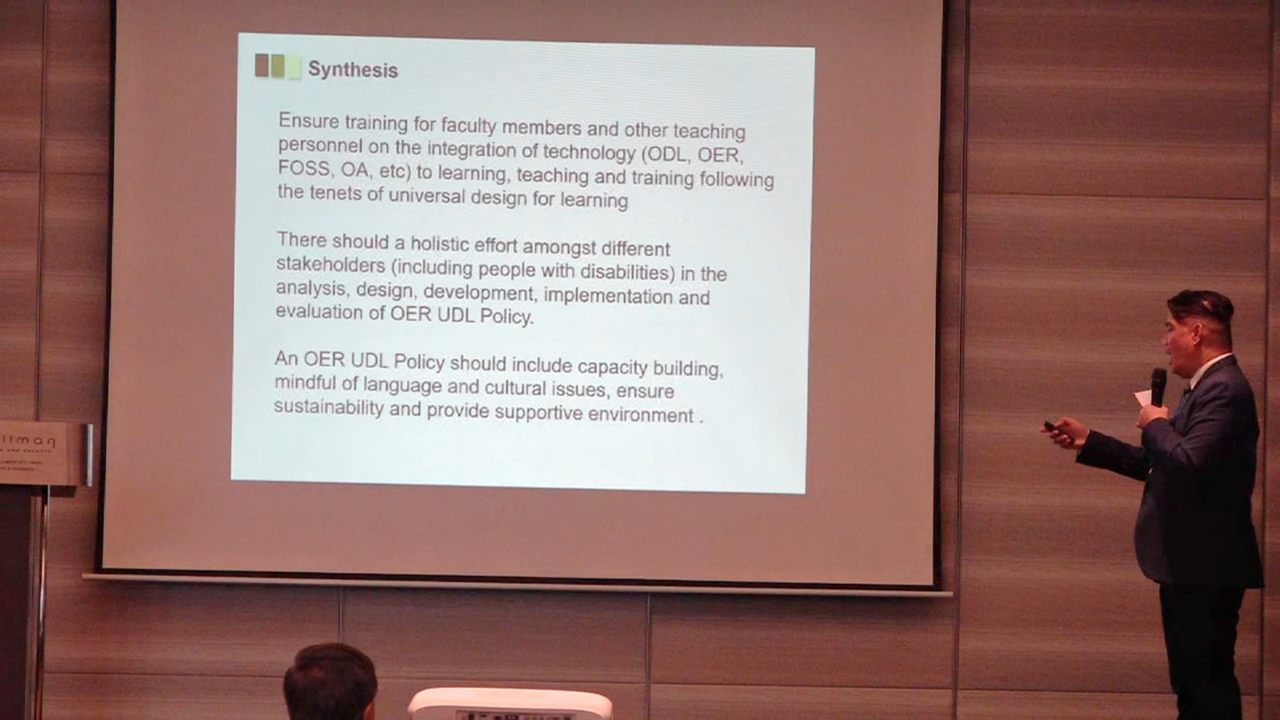 Synthesis
Ensure training for faculty members and other teaching
personnel on the integration of technology (ODL, OER,
FOSS, OA, etc) to learning, teaching and training following
the tenets of universal design for learning
There should a holistic effort amongst different
stakeholders (including people with disabilities) in the
analysis, design, development, implementation and
evaluation of OER UDL Policy.
An OER UDL Policy should include capacity building,
mindful of language and cultural issues, ensure
sustainability and provide supportive environment .